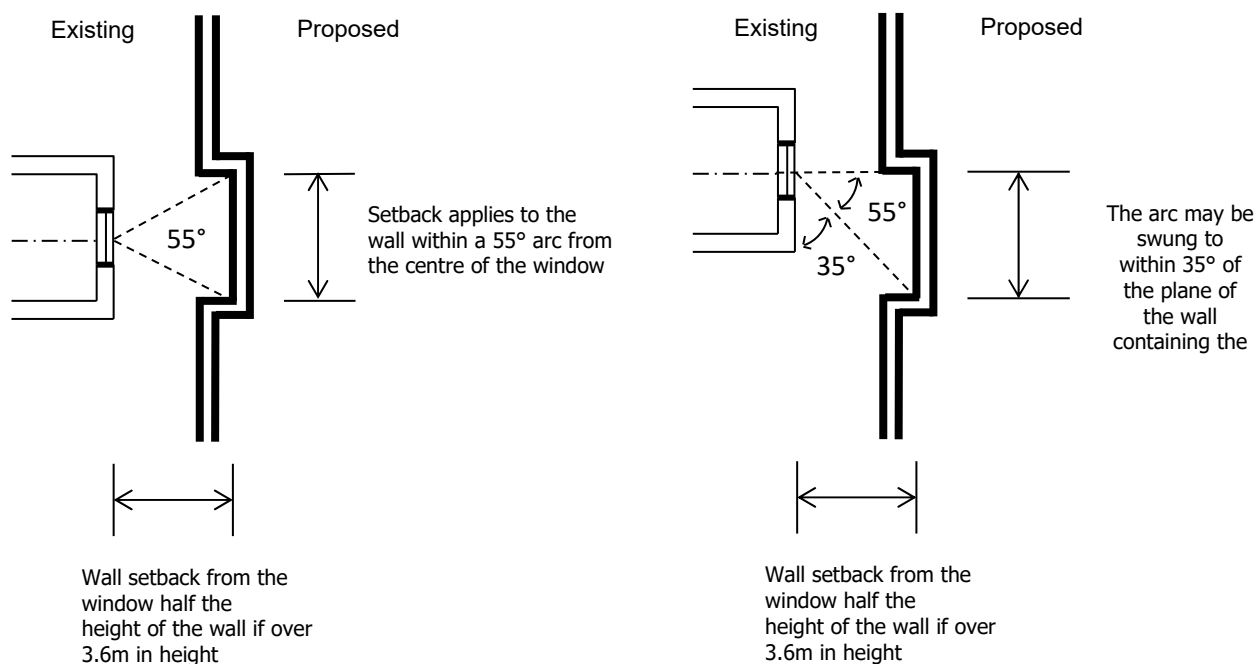 Existing
Proposed
55°
Setback applies to the
wall within a 55° arc from
the centre of the window
Wall setback from the
window half the
height of the wall if over
3.6m in height
Existing
Proposed
55°
35°
The arc may be
swung to
within 35° of
the plane of
the wall
containing the
Wall setback from the
window half the
height of the wall if over
3.6m in height